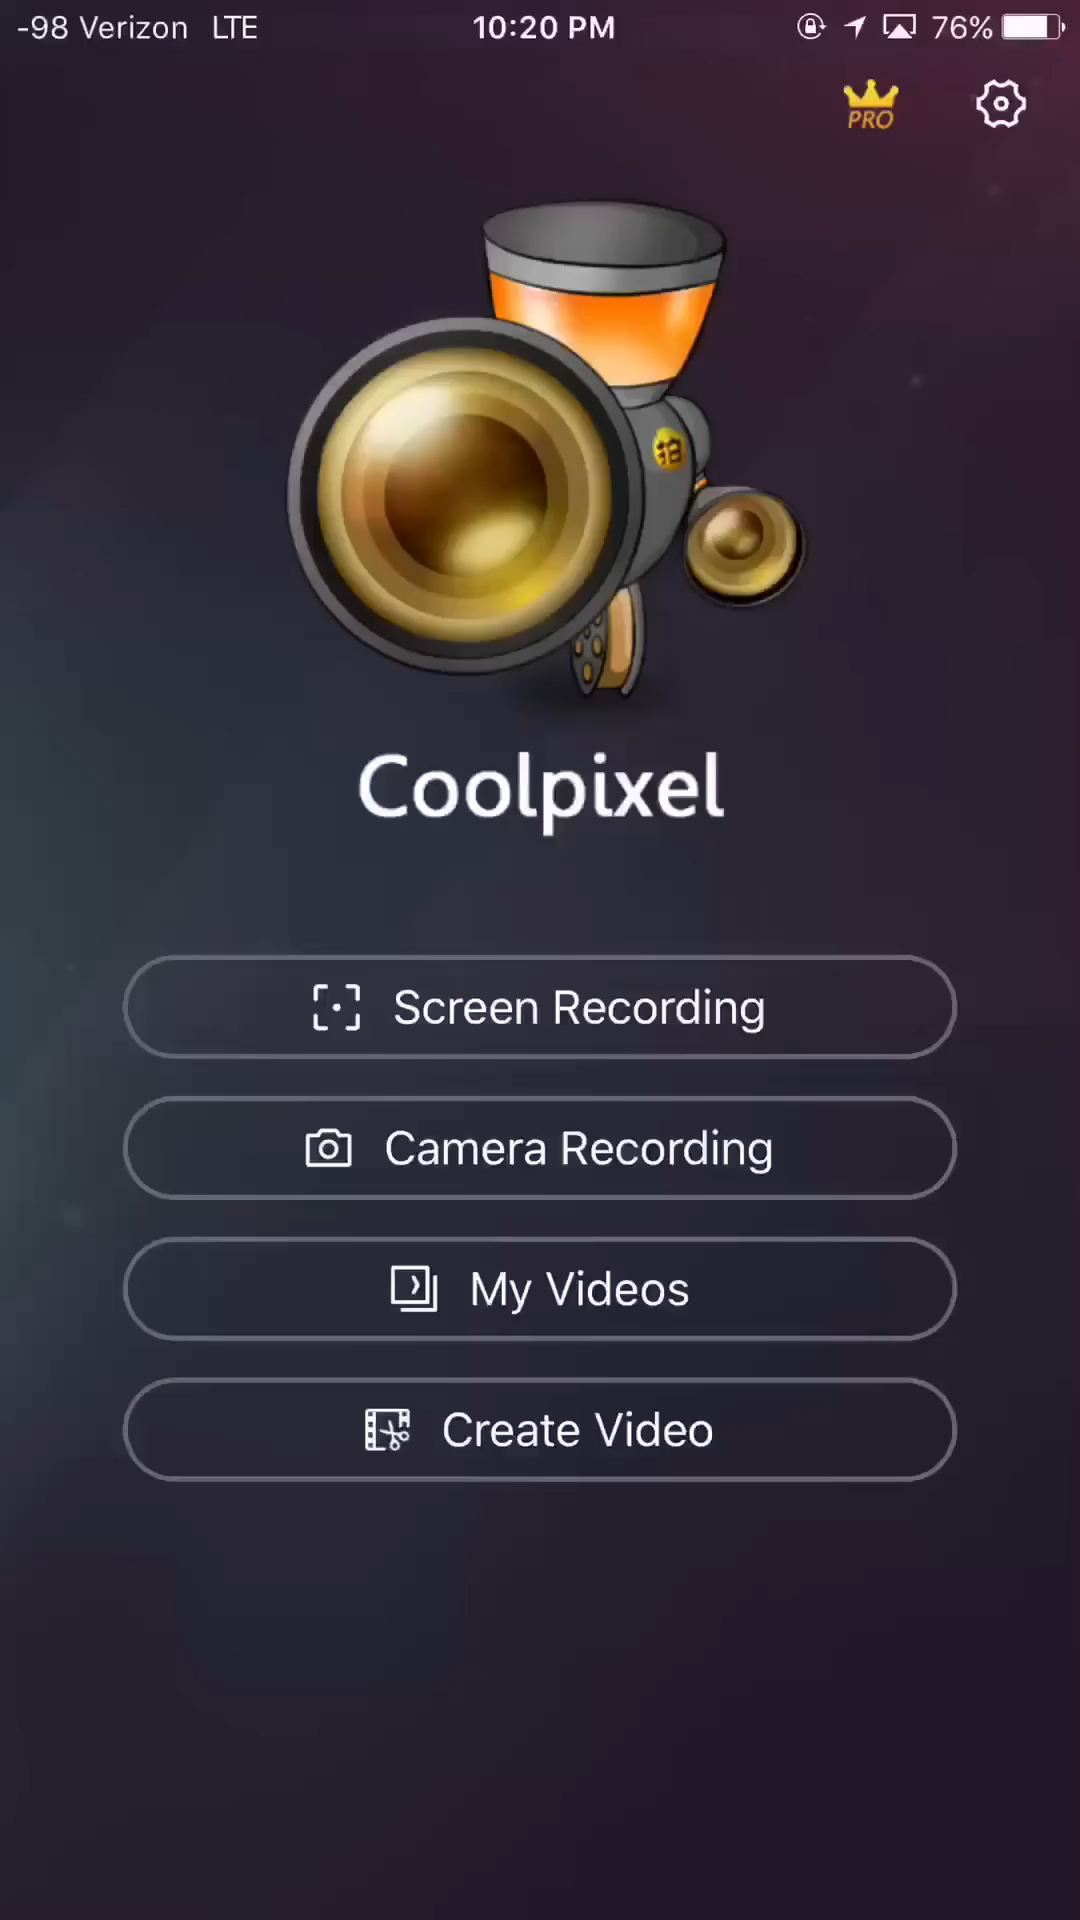 -98 Verizon LTE 10:20 PM 76%
PRO
Coolpixel
Screen Recording
Camera Recording
My Videos
Create Video